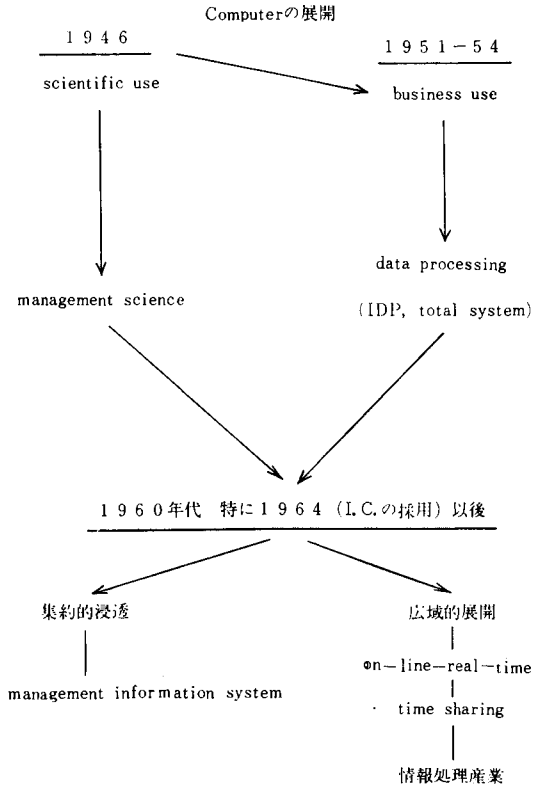 Computerの展開
1946
1951-54
scientific use
business use
data processing
management science
(IDP, total system)
1960年代 特に1964 (I.C.の採用) 以後
集約的浸透
広域的展開
on-line-real-time
management information system
time sharing
情報処理産業